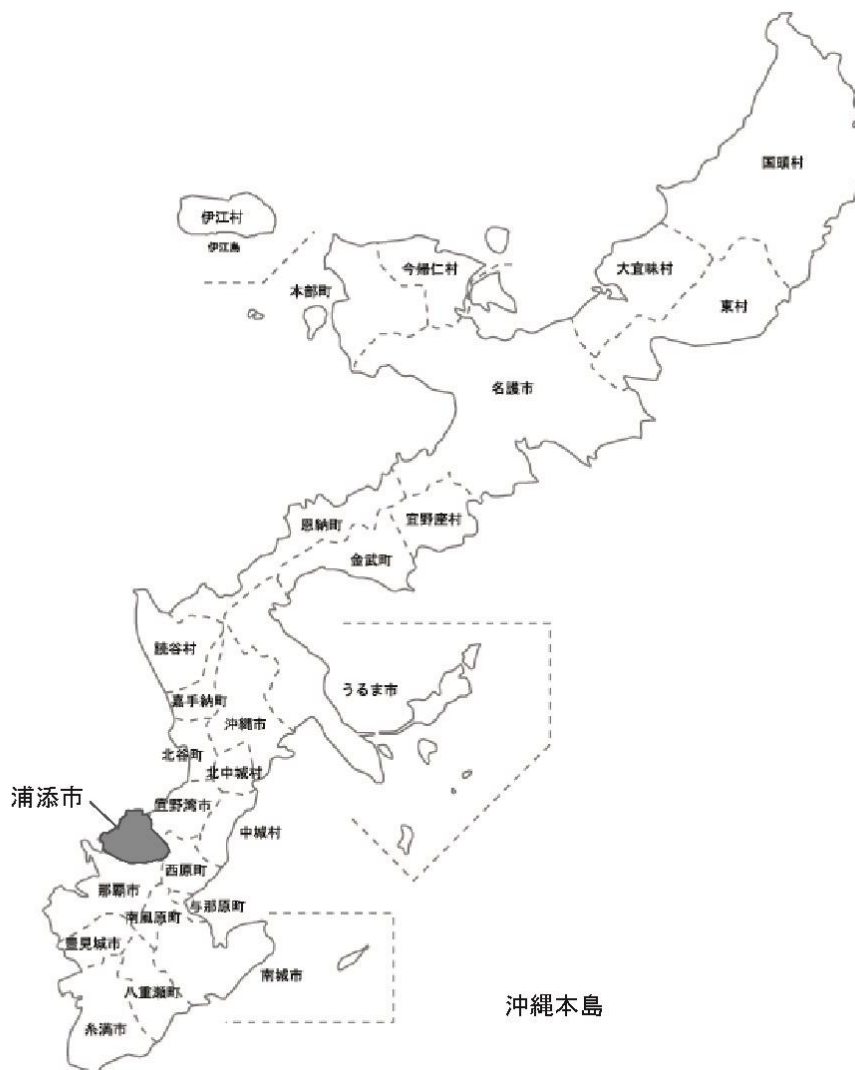 国頭村
伊江村
伊江島
今帰仁村
大宜味村
本部町
東村
名護市
恩納町
宜野座村
金武町
読谷村
うるま市
嘉手納町
沖縄市
北谷町
北中城村
浦添市
宜野湾市
中城村
西原町
那覇市
与那原町
南風原町
豊見城市
南城市
八重瀬町
沖縄本島
糸満市